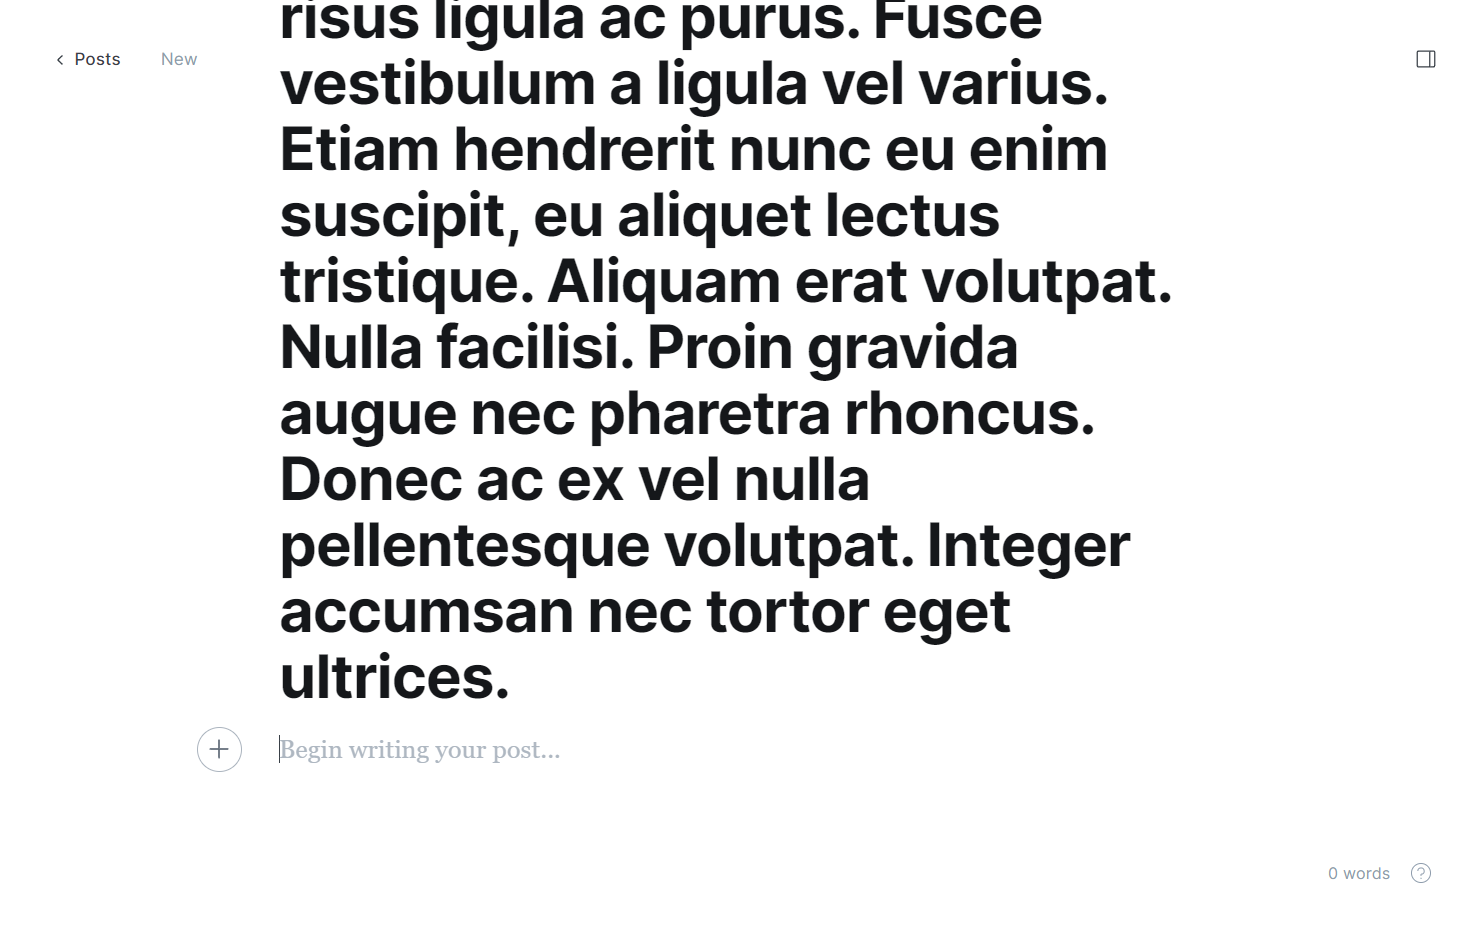 risus ligula ac purus. Fusce
Posts
New
vestibulum a ligula vel varius.
Etiam hendrerit nunc eu enim
suscipit, eu aliquet lectus
tristique. Aliquam erat volutpat.
Nulla facilisi. Proin gravida
augue nec pharetra rhoncus.
Donec ac ex vel nulla
pellentesque volutpat. Integer
accumsan nec tortor eget
ultrices.
Begin writing your post...
0 words
?